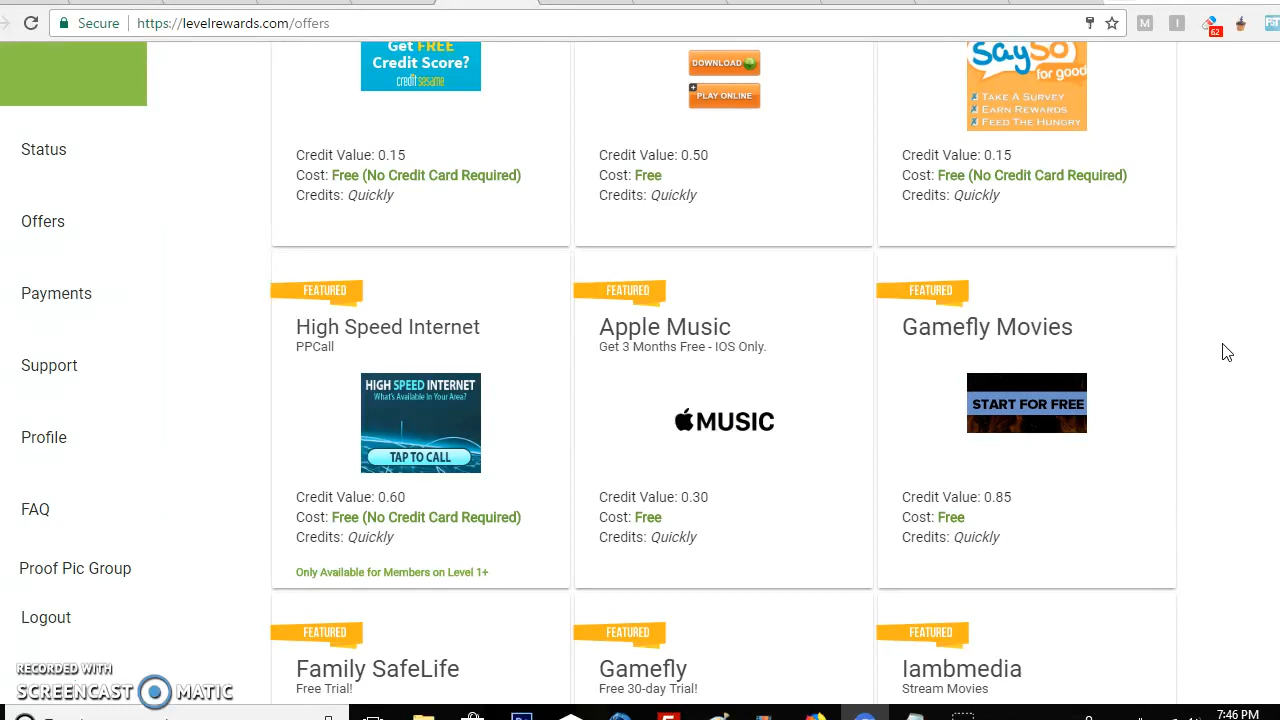 Secure https://levelrewards.com/offers
M
62
Status
Offers
Payments
Support
Profile
FAQ
Proof Pic Group
Logout
RECORDED WITH
SCREENCAST MATIC
Get FREE
Credit Score?
credit sesame
Credit Value: 0.15
Cost: Free (No Credit Card Required)
Credits: Quickly
DOWNLOAD
PLAY ONLINE
Credit Value: 0.50
Cost: Free
Credits: Quickly
SaySo
for good
TAKE A SURVEY
EARN REWARDS
FEED THE HUNGRY
Credit Value: 0.15
Cost: Free (No Credit Card Required)
Credits: Quickly
FEATURED
High Speed Internet
PPCall
HIGH SPEED INTERNET
What's Available In Your Area?
TAP TO CALL
Credit Value: 0.60
Cost: Free (No Credit Card Required)
Credits: Quickly
Only Available for Members on Level 1+
FEATURED
Apple Music
Get 3 Months Free - IOS Only.
MUSIC
Credit Value: 0.30
Cost: Free
Credits: Quickly
FEATURED
Gamefly Movies
START FOR FREE
Credit Value: 0.85
Cost: Free
Credits: Quickly
FEATURED
Family SafeLife
Free Trial!
FEATURED
Gamefly
Free 30-day Trial!
FEATURED
Iambmedia
Stream Movies
7:46 PM